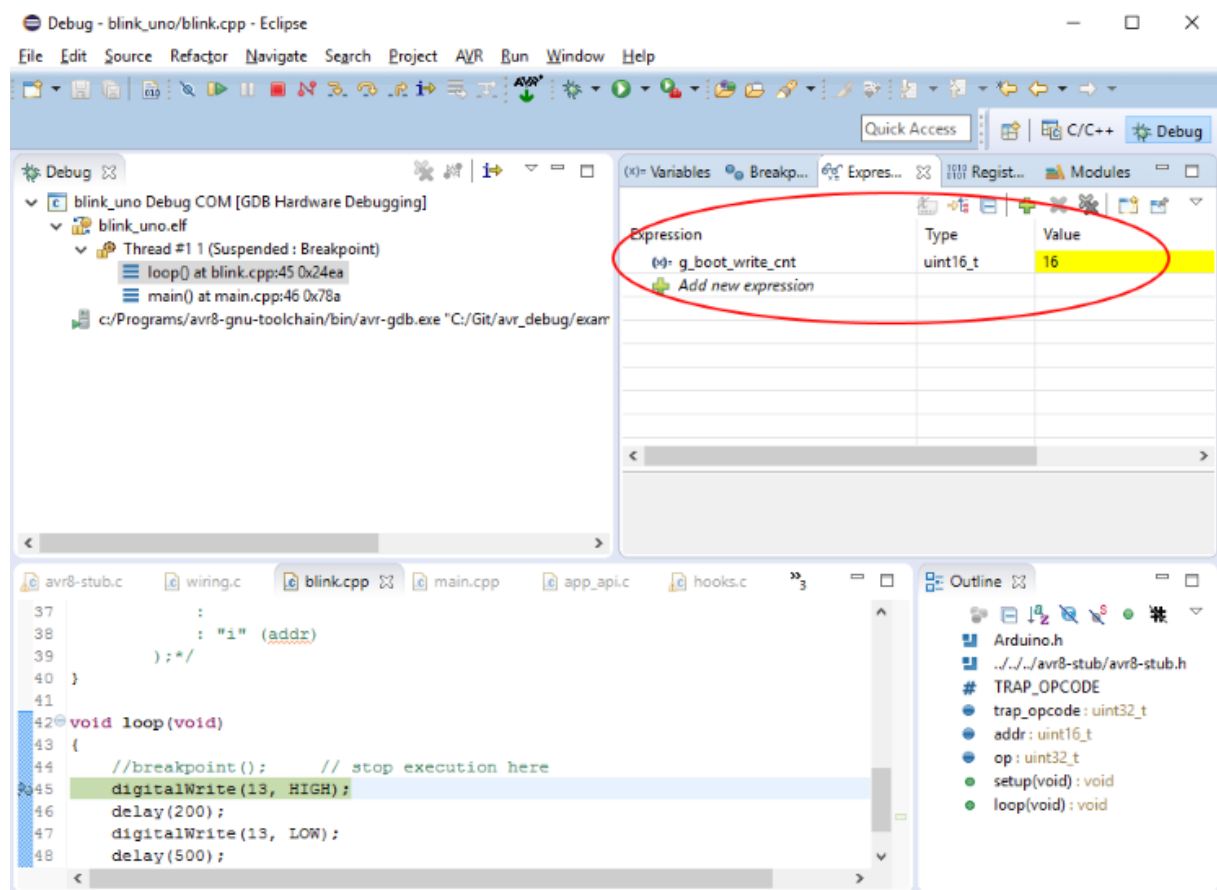 Debug - blink_uno/blink.cpp - Eclipse
File Edit Source Refactor Navigate Search Project AVR Run Window Help
AVR
Quick Access C/C++ Debug
Debug
blink_uno Debug COM [GDB Hardware Debugging]
blink_uno.elf
Thread #1 1 (Suspended : Breakpoint)
loop() at blink.cpp:45 0x24ea
main() at main.cpp:46 0x78a
c:/Programs/avr8-gnu-toolchain/bin/avr-gdb.exe "C:/Git/avr_debug/exam
(x)= Variables Breakp... Expres... Regist... Modules
Expression Type Value
(x)= g_boot_write_cnt uint16_t 16
Add new expression
avr8-stub.c wiring.c blink.cpp main.cpp app_api.c hooks.c »3
37 :
38 : "i" (addr)
39 );*/
40 }
41
42 void loop(void)
43 {
44 //breakpoint(); // stop execution here
45 digitalWrite(13, HIGH);
46 delay(200);
47 digitalWrite(13, LOW);
48 delay(500);
Outline
Arduino.h
../../../avr8-stub/avr8-stub.h
# TRAP_OPCODE
trap_opcode : uint32_t
addr : uint16_t
op : uint32_t
setup(void) : void
loop(void) : void